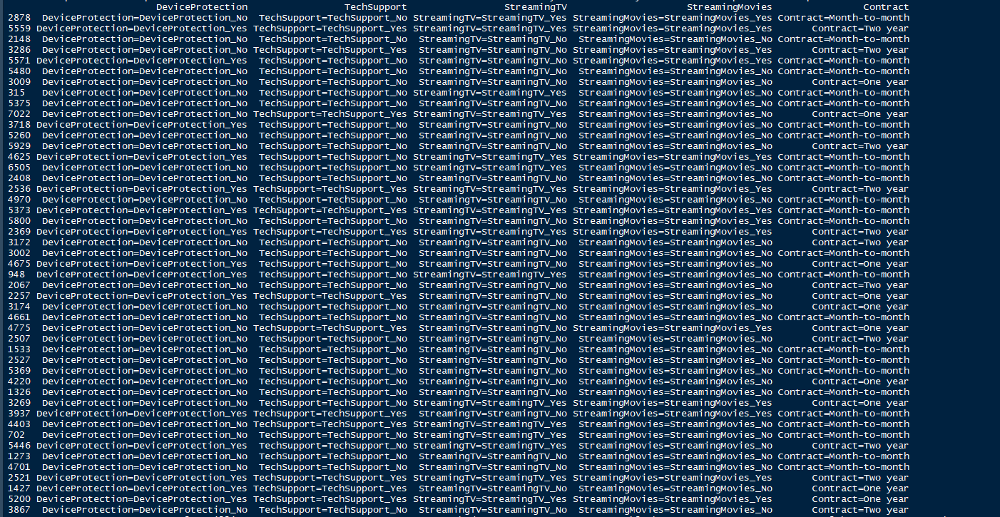 DeviceProtection TechSupport StreamingTV StreamingMovies Contract
2878 DeviceProtection=DeviceProtection_No TechSupport=TechSupport_No StreamingTV=StreamingTV_Yes StreamingMovies=StreamingMovies_Yes Contract=Month-to-month
5559 DeviceProtection=DeviceProtection_Yes TechSupport=TechSupport_Yes StreamingTV=StreamingTV_Yes StreamingMovies=StreamingMovies_Yes Contract=Two year
2148 DeviceProtection=DeviceProtection_No TechSupport=TechSupport_No StreamingTV=StreamingTV_No StreamingMovies=StreamingMovies_No Contract=Month-to-month
3286 DeviceProtection=DeviceProtection_No TechSupport=TechSupport_Yes StreamingTV=StreamingTV_No StreamingMovies=StreamingMovies_Yes Contract=Two year
5571 DeviceProtection=DeviceProtection_Yes TechSupport=TechSupport_No StreamingTV=StreamingTV_No StreamingMovies=StreamingMovies_Yes Contract=Month-to-month
5480 DeviceProtection=DeviceProtection_No TechSupport=TechSupport_No StreamingTV=StreamingTV_No StreamingMovies=StreamingMovies_No Contract=Month-to-month
3009 DeviceProtection=DeviceProtection_No TechSupport=TechSupport_No StreamingTV=StreamingTV_No StreamingMovies=StreamingMovies_No Contract=One year
315 DeviceProtection=DeviceProtection_No TechSupport=TechSupport_No StreamingTV=StreamingTV_Yes StreamingMovies=StreamingMovies_No Contract=Month-to-month
5375 DeviceProtection=DeviceProtection_No TechSupport=TechSupport_No StreamingTV=StreamingTV_No StreamingMovies=StreamingMovies_No Contract=Month-to-month
7022 DeviceProtection=DeviceProtection_No TechSupport=TechSupport_Yes StreamingTV=StreamingTV_No StreamingMovies=StreamingMovies_No Contract=One year
3718 DeviceProtection=DeviceProtection_Yes TechSupport=TechSupport_No StreamingTV=StreamingTV_No StreamingMovies=StreamingMovies_No Contract=Month-to-month
5260 DeviceProtection=DeviceProtection_No TechSupport=TechSupport_No StreamingTV=StreamingTV_No StreamingMovies=StreamingMovies_No Contract=Month-to-month
5929 DeviceProtection=DeviceProtection_No TechSupport=TechSupport_No StreamingTV=StreamingTV_No StreamingMovies=StreamingMovies_No Contract=Two year
4625 DeviceProtection=DeviceProtection_Yes TechSupport=TechSupport_No StreamingTV=StreamingTV_Yes StreamingMovies=StreamingMovies_Yes Contract=Month-to-month
6505 DeviceProtection=DeviceProtection_No TechSupport=TechSupport_No StreamingTV=StreamingTV_Yes StreamingMovies=StreamingMovies_No Contract=Month-to-month
2408 DeviceProtection=DeviceProtection_No TechSupport=TechSupport_No StreamingTV=StreamingTV_No StreamingMovies=StreamingMovies_No Contract=Month-to-month
2536 DeviceProtection=DeviceProtection_Yes TechSupport=TechSupport_Yes StreamingTV=StreamingTV_Yes StreamingMovies=StreamingMovies_Yes Contract=Two year
4970 DeviceProtection=DeviceProtection_No TechSupport=TechSupport_No StreamingTV=StreamingTV_No StreamingMovies=StreamingMovies_No Contract=Month-to-month
5373 DeviceProtection=DeviceProtection_Yes TechSupport=TechSupport_Yes StreamingTV=StreamingTV_Yes StreamingMovies=StreamingMovies_Yes Contract=Month-to-month
5800 DeviceProtection=DeviceProtection_No TechSupport=TechSupport_No StreamingTV=StreamingTV_No StreamingMovies=StreamingMovies_No Contract=Month-to-month
2369 DeviceProtection=DeviceProtection_Yes TechSupport=TechSupport_Yes StreamingTV=StreamingTV_Yes StreamingMovies=StreamingMovies_Yes Contract=Two year
3172 DeviceProtection=DeviceProtection_No TechSupport=TechSupport_No StreamingTV=StreamingTV_No StreamingMovies=StreamingMovies_No Contract=Two year
3002 DeviceProtection=DeviceProtection_No TechSupport=TechSupport_No StreamingTV=StreamingTV_No StreamingMovies=StreamingMovies_No Contract=Month-to-month
4675 DeviceProtection=DeviceProtection_Yes TechSupport=TechSupport_No StreamingTV=StreamingTV_No StreamingMovies=StreamingMovies_No Contract=One year
948 DeviceProtection=DeviceProtection_Yes TechSupport=TechSupport_No StreamingTV=StreamingTV_Yes StreamingMovies=StreamingMovies_No Contract=Month-to-month
2067 DeviceProtection=DeviceProtection_No TechSupport=TechSupport_No StreamingTV=StreamingTV_No StreamingMovies=StreamingMovies_No Contract=Two year
2257 DeviceProtection=DeviceProtection_Yes TechSupport=TechSupport_Yes StreamingTV=StreamingTV_No StreamingMovies=StreamingMovies_No Contract=One year
3174 DeviceProtection=DeviceProtection_No TechSupport=TechSupport_No StreamingTV=StreamingTV_No StreamingMovies=StreamingMovies_No Contract=One year
4661 DeviceProtection=DeviceProtection_No TechSupport=TechSupport_No StreamingTV=StreamingTV_No StreamingMovies=StreamingMovies_No Contract=Month-to-month
4775 DeviceProtection=DeviceProtection_No TechSupport=TechSupport_Yes StreamingTV=StreamingTV_No StreamingMovies=StreamingMovies_Yes Contract=One year
2507 DeviceProtection=DeviceProtection_No TechSupport=TechSupport_No StreamingTV=StreamingTV_No StreamingMovies=StreamingMovies_No Contract=Two year
1533 DeviceProtection=DeviceProtection_No TechSupport=TechSupport_No StreamingTV=StreamingTV_No StreamingMovies=StreamingMovies_No Contract=Month-to-month
2527 DeviceProtection=DeviceProtection_No TechSupport=TechSupport_No StreamingTV=StreamingTV_No StreamingMovies=StreamingMovies_No Contract=Month-to-month
5369 DeviceProtection=DeviceProtection_No TechSupport=TechSupport_No StreamingTV=StreamingTV_No StreamingMovies=StreamingMovies_No Contract=Month-to-month
4220 DeviceProtection=DeviceProtection_No TechSupport=TechSupport_No StreamingTV=StreamingTV_No StreamingMovies=StreamingMovies_No Contract=One year
1326 DeviceProtection=DeviceProtection_No TechSupport=TechSupport_No StreamingTV=StreamingTV_No StreamingMovies=StreamingMovies_No Contract=Month-to-month
3269 DeviceProtection=DeviceProtection_No TechSupport=TechSupport_No StreamingTV=StreamingTV_Yes StreamingMovies=StreamingMovies_Yes Contract=One year
3937 DeviceProtection=DeviceProtection_Yes TechSupport=TechSupport_Yes StreamingTV=StreamingTV_No StreamingMovies=StreamingMovies_Yes Contract=Month-to-month
4403 DeviceProtection=DeviceProtection_No TechSupport=TechSupport_Yes StreamingTV=StreamingTV_Yes StreamingMovies=StreamingMovies_No Contract=Month-to-month
702 DeviceProtection=DeviceProtection_No TechSupport=TechSupport_No StreamingTV=StreamingTV_Yes StreamingMovies=StreamingMovies_No Contract=Month-to-month
5446 DeviceProtection=DeviceProtection_Yes TechSupport=TechSupport_Yes StreamingTV=StreamingTV_Yes StreamingMovies=StreamingMovies_No Contract=Two year
1273 DeviceProtection=DeviceProtection_No TechSupport=TechSupport_No StreamingTV=StreamingTV_No StreamingMovies=StreamingMovies_No Contract=Month-to-month
4701 DeviceProtection=DeviceProtection_No TechSupport=TechSupport_No StreamingTV=StreamingTV_No StreamingMovies=StreamingMovies_No Contract=Month-to-month
2521 DeviceProtection=DeviceProtection_Yes TechSupport=TechSupport_Yes StreamingTV=StreamingTV_Yes StreamingMovies=StreamingMovies_Yes Contract=Two year
1427 DeviceProtection=DeviceProtection_Yes TechSupport=TechSupport_Yes StreamingTV=StreamingTV_No StreamingMovies=StreamingMovies_No Contract=One year
5200 DeviceProtection=DeviceProtection_Yes TechSupport=TechSupport_Yes StreamingTV=StreamingTV_Yes StreamingMovies=StreamingMovies_Yes Contract=One year
3867 DeviceProtection=DeviceProtection_No TechSupport=TechSupport_No StreamingTV=StreamingTV_No StreamingMovies=StreamingMovies_No Contract=Two year